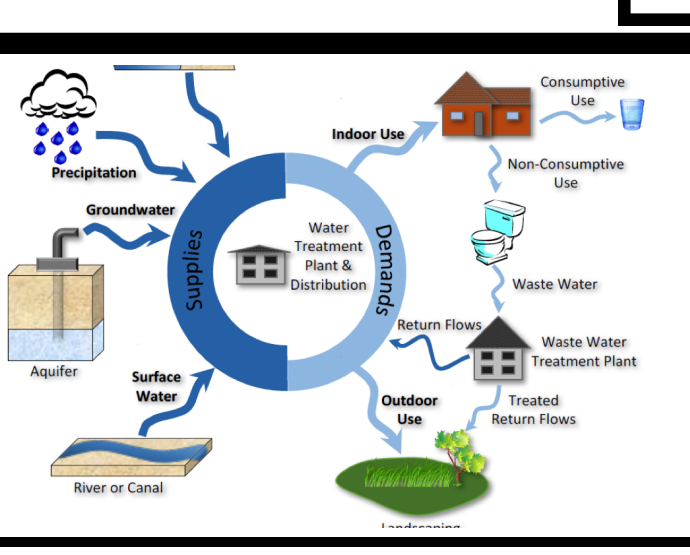 Consumptive
Use
Indoor Use
Non-Consumptive
Use
Precipitation
Groundwater
Water
Treatment
Plant &
Distribution
Supplies
Demands
Waste Water
Return Flows
Waste Water
Treatment Plant
Aquifer
Surface
Water
Outdoor
Use
Treated
Return Flows
River or Canal
Landscaping